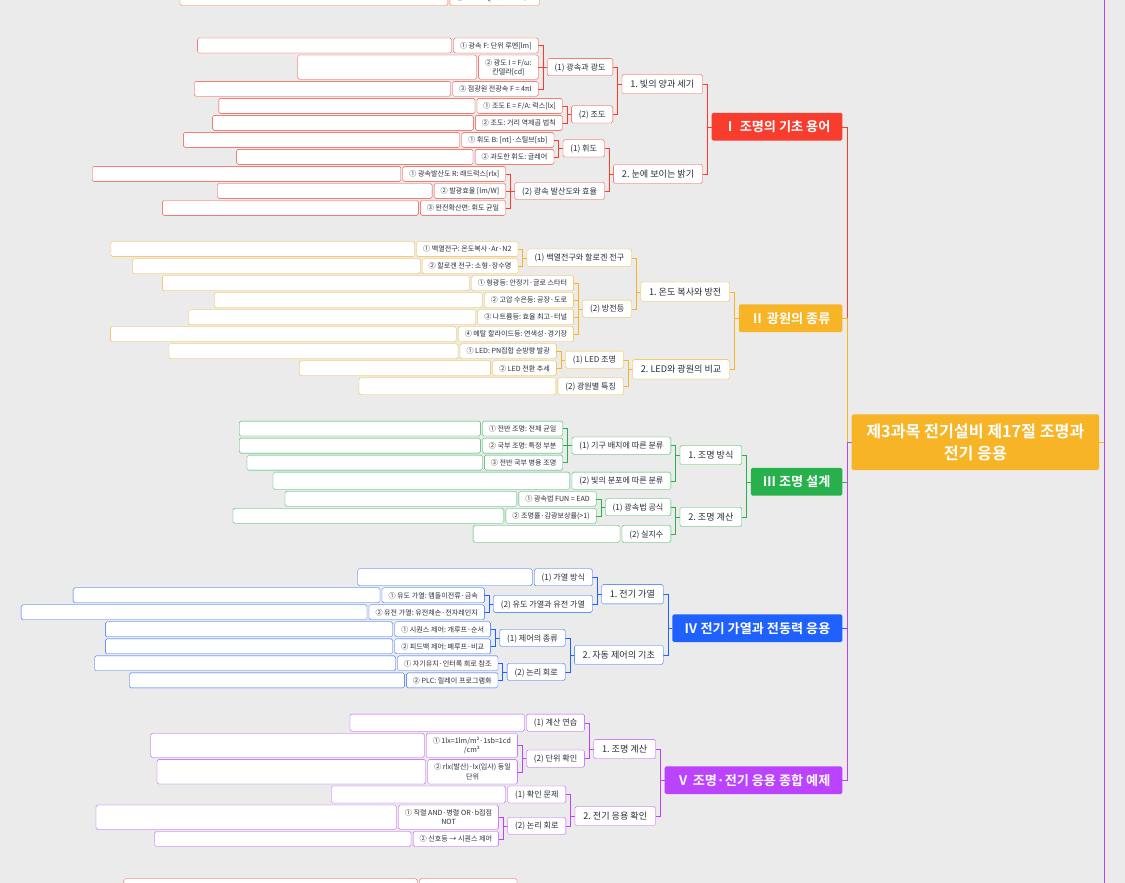 제3과목 전기설비 제17절 조명과
전기 응용
Ⅰ 조명의 기초 용어
1. 빛의 양과 세기
(1) 광속과 광도
① 광속 F: 단위 루멘[lm]
② 광도 I = F/ω:
칸델라[cd]
③ 점광원 전광속 F = 4πI
(2) 조도
① 조도 E = F/A: 럭스[lx]
② 조도: 거리 역제곱 법칙
2. 눈에 보이는 밝기
(1) 휘도
① 휘도 B: [nt]·스틸브[sb]
② 과도한 휘도: 글레어
(2) 광속 발산도와 효율
① 광속발산도 R: 래드럭스[rlx]
② 발광효율 [lm/W]
③ 완전확산면: 휘도 균일
Ⅱ 광원의 종류
1. 온도 복사와 방전
(1) 백열전구와 할로겐 전구
① 백열전구: 온도복사·Ar·N2
② 할로겐 전구: 소형·장수명
(2) 방전등
① 형광등: 안정기·글로 스타터
② 고압 수은등: 공장·도로
③ 나트륨등: 효율 최고·터널
④ 메탈 할라이드등: 연색성·경기장
2. LED와 광원의 비교
(1) LED 조명
① LED: PN접합 순방향 발광
② LED 전환 추세
(2) 광원별 특징
Ⅲ 조명 설계
1. 조명 방식
(1) 기구 배치에 따른 분류
① 전반 조명: 전체 균일
② 국부 조명: 특정 부분
③ 전반 국부 병용 조명
(2) 빛의 분포에 따른 분류
2. 조명 계산
(1) 광속법 공식
① 광속법 FUN = EAD
② 조명률·감광보상률(>1)
(2) 실지수
Ⅳ 전기 가열과 전동력 응용
1. 전기 가열
(1) 가열 방식
(2) 유도 가열과 유전 가열
① 유도 가열: 맴돌이전류·금속
② 유전 가열: 유전체손·전자레인지
2. 자동 제어의 기초
(1) 제어의 종류
① 시퀀스 제어: 개루프·순서
② 피드백 제어: 폐루프·비교
(2) 논리 회로
① 자기유지·인터록 회로 참조
② PLC: 릴레이 프로그램화
Ⅴ 조명·전기 응용 종합 예제
1. 조명 계산
(1) 계산 연습
(2) 단위 확인
① 1lx=1lm/m²·1sb=1cd
/cm²
② rlx(발산)·lx(입사) 동일
단위
2. 전기 응용 확인
(1) 확인 문제
(2) 논리 회로
① 직렬 AND·병렬 OR·b접점
NOT
② 신호등 → 시퀀스 제어